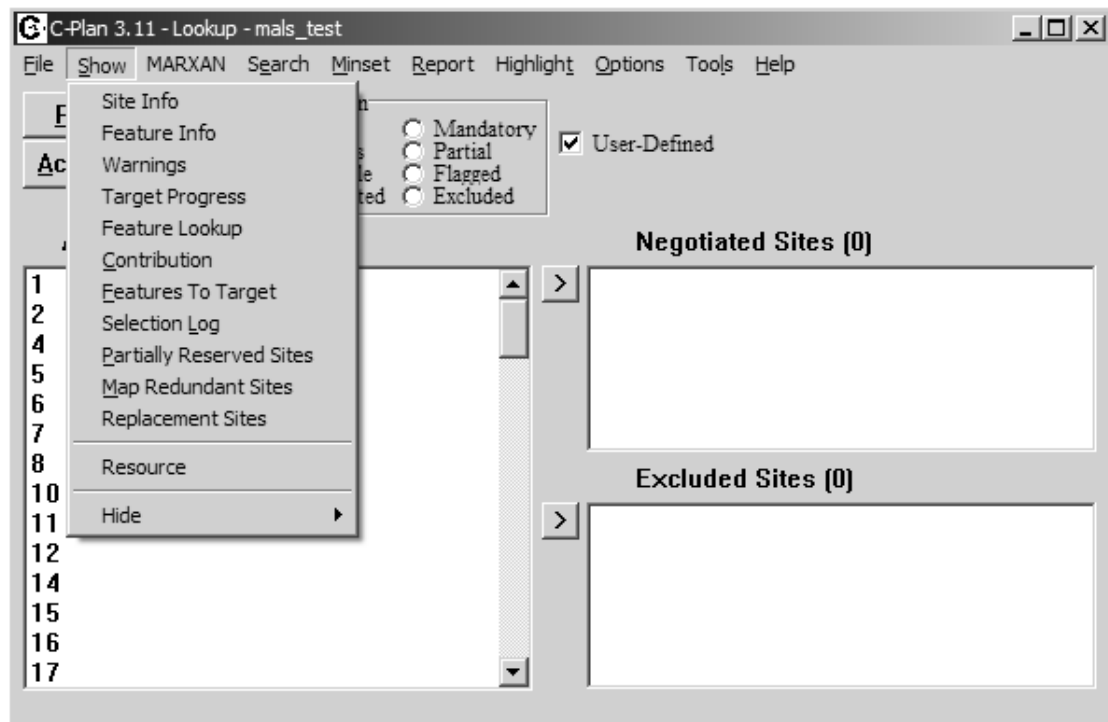 C-Plan 3.11 - Lookup - mals_test
File Show MARXAN Search Minset Report Highlight Options Tools Help
Site Info
Feature Info
Warnings
Target Progress
Feature Lookup
Contribution
Features To Target
Selection Log
Partially Reserved Sites
Map Redundant Sites
Replacement Sites
Resource
Hide
Mandatory
Partial
Flagged
Excluded
User-Defined
1
2
4
5
6
7
8
10
11
12
14
15
16
17
>
Negotiated Sites (0)
>
Excluded Sites (0)